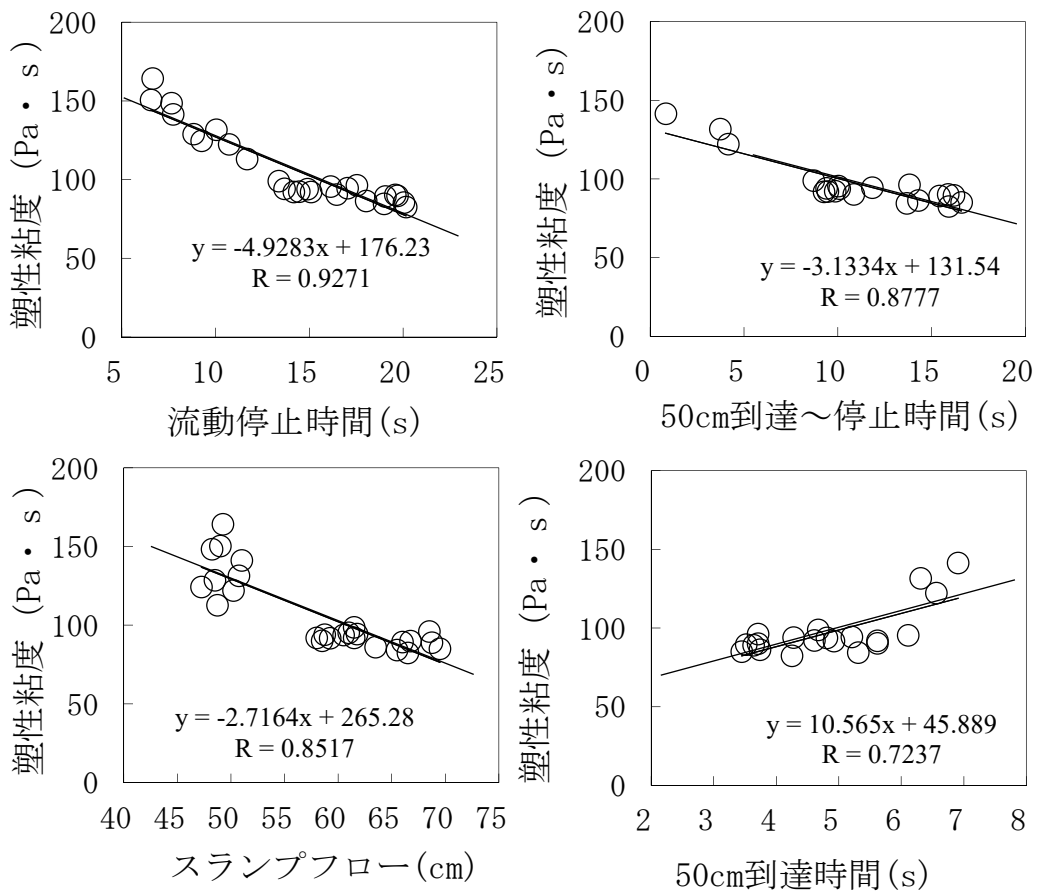 塑性粘度 (Pa・s)
200
150
100
50
0
y = -4.9283x + 176.23
R = 0.9271
5 10 15 20 25
流動停止時間(s)
塑性粘度 (Pa・s)
200
150
100
50
0
y = -3.1334x + 131.54
R = 0.8777
0 5 10 15 20
50cm到達～停止時間(s)
塑性粘度 (Pa・s)
200
150
100
50
0
y = -2.7164x + 265.28
R = 0.8517
40 45 50 55 60 65 70 75
スランプフロー(cm)
塑性粘度 (Pa・s)
200
150
100
50
0
y = 10.565x + 45.889
R = 0.7237
2 3 4 5 6 7 8
50cm到達時間(s)